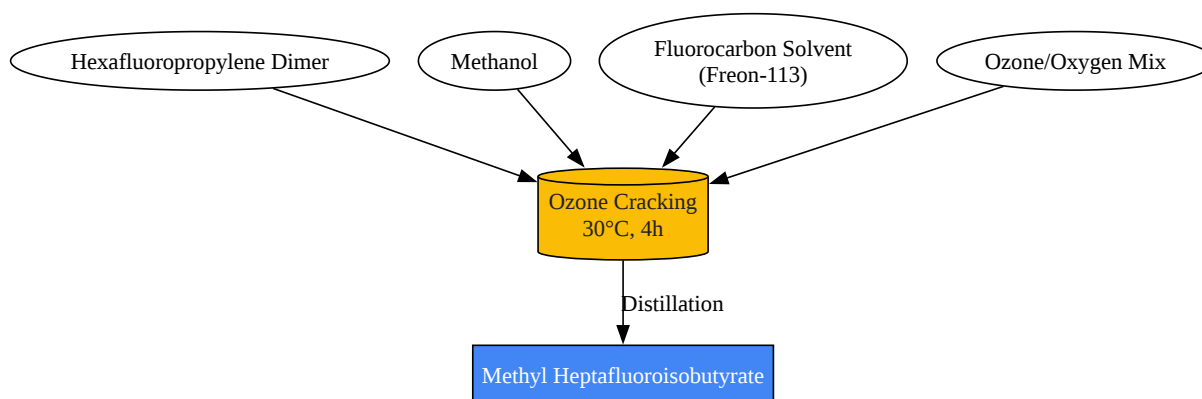 Hexafluoropropylene Dimer
Methanol
Fluorocarbon Solvent
(Freon-113)
Ozone/Oxygen Mix
Ozone Cracking
30°C, 4h
Distillation
Methyl Heptafluoroisobutyrate